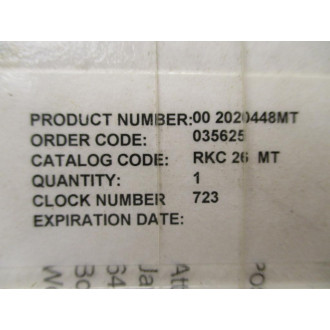 PRODUCT NUMBER:00 2020448MT
ORDER CODE: 035625
CATALOG CODE: RKC 26 MT
QUANTITY: 1
CLOCK NUMBER 723
EXPIRATION DATE: